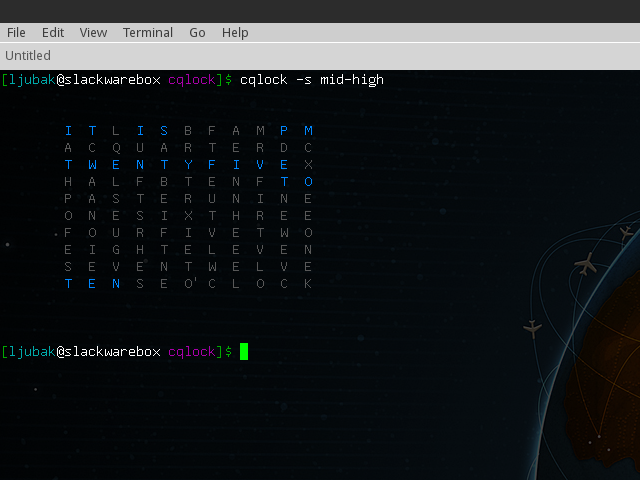 File Edit View Terminal Go Help
Untitled
[ljubak@slackwarebox cqlock]$ cqlock -s mid-high
I T L I S B F A M P M
A C Q U A R T E R D C
T W E N T Y F I V E X
H A L F B T E N F T O
P A S T E R U N I N E
O N E S I X T H R E E
F O U R F I V E T W O
E I G H T E L E V E N
S E V E N T W E L V E
T E N S E O'C L O C K
[ljubak@slackwarebox cqlock]$